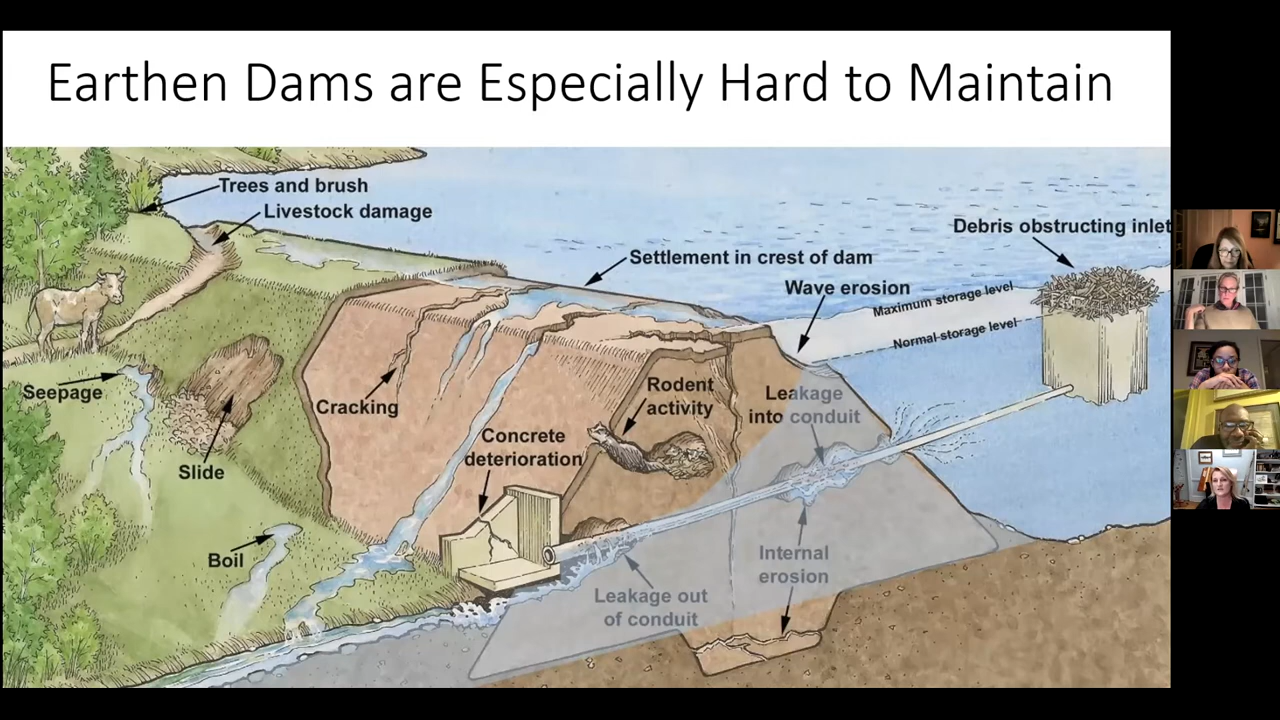 Earthen Dams are Especially Hard to Maintain
Trees and brush
Livestock damage
Debris obstructing inlet
Settlement in crest of dam
Wave erosion
Maximum storage level
Normal storage level
Seepage
Cracking
Rodent
activity
Leakage
into conduit
Concrete
deterioration
Slide
Boil
Internal
erosion
Leakage out
of conduit